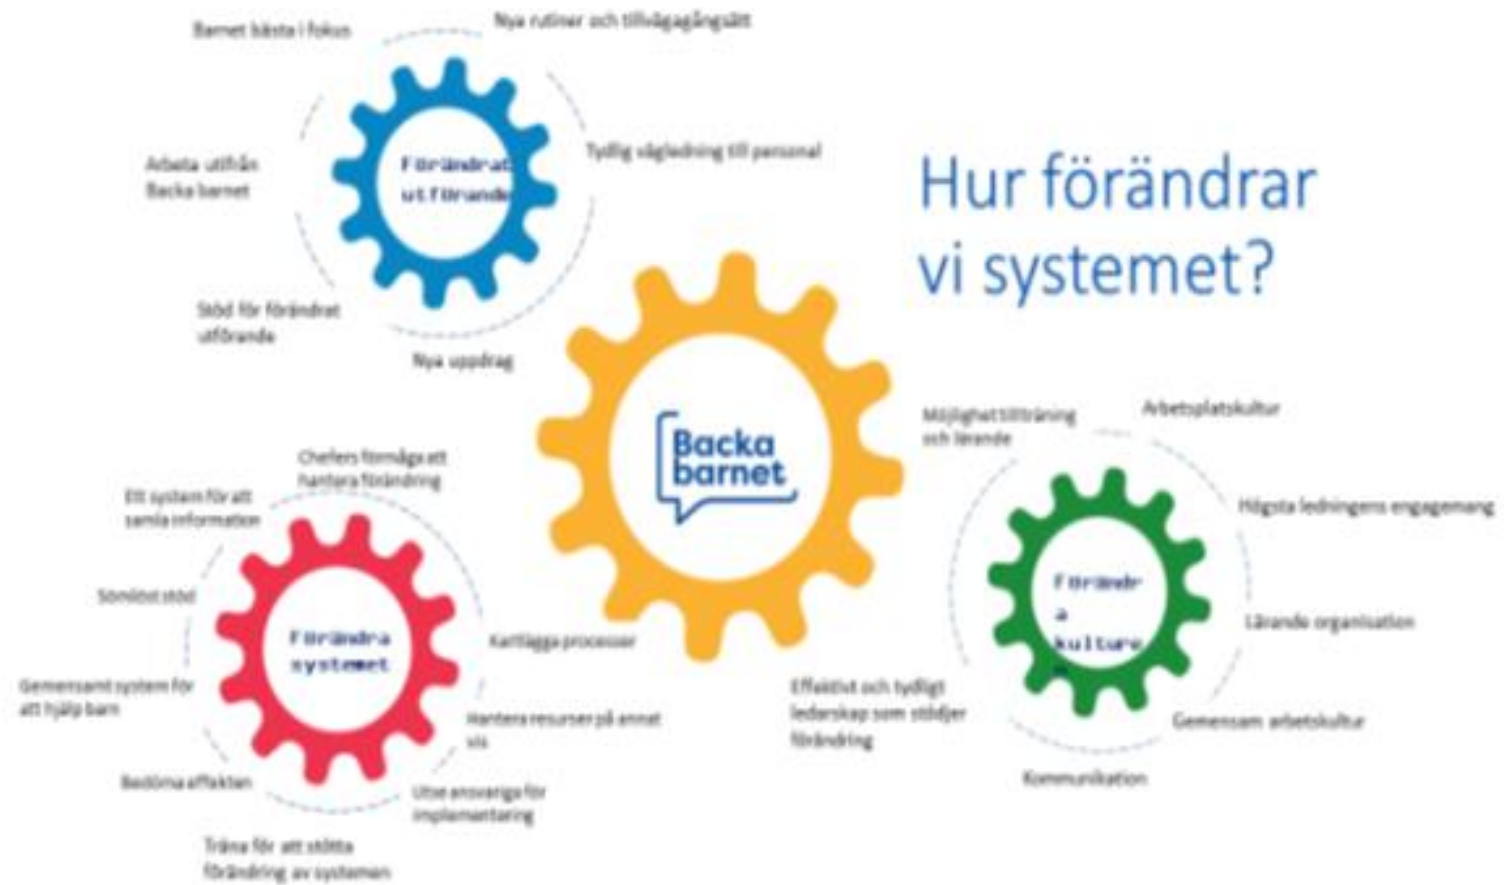 Barnet bästa i fokus
Nya rutiner och tillvägagångsätt
Tydlig vägledning till personal
Arbeta utifrån
Backa barnet
Förändrat
utförande
Stöd för förändrat
utförande
Nya uppdrag
Hur förändrar
vi systemet?
Backa
barnet
Chefers förmåga att
hantera förändring
Ett system för att
samla information
Sömlöst stöd
Förändra
systemet
Kartlägga processer
Gemensamt system för
att hjälp barn
Hantera resurser på annat
vis
Bedöma effekten
Utse ansvariga för
implementering
Träna för att stötta
förändring av systemen
Möjlighet till träning
och lärande
Arbetsplatskultur
Högsta ledningens engagemang
Förändr
a
kulture
n
Lärande organisation
Effektivt och tydligt
ledarskap som stödjer
förändring
Gemensam arbetskultur
Kommunikation